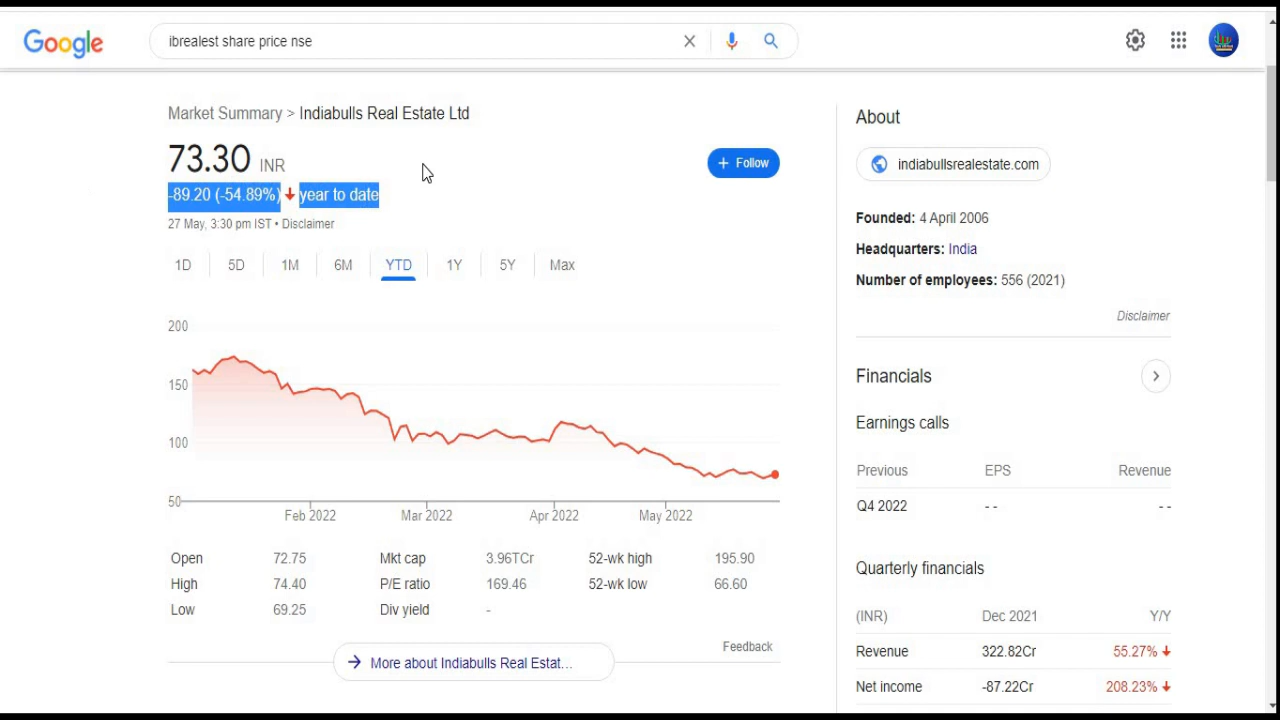 Google
ibrealest share price nse
Market Summary > Indiabulls Real Estate Ltd
73.30 INR
+ Follow
-89.20 (-54.89%) year to date
27 May, 3:30 pm IST • Disclaimer
1D 5D 1M 6M YTD 1Y 5Y Max
200
150
100
50
Feb 2022 Mar 2022 Apr 2022 May 2022
Open 72.75 Mkt cap 3.96TCr 52-wk high 195.90
High 74.40 P/E ratio 169.46 52-wk low 66.60
Low 69.25 Div yield -
Feedback
More about Indiabulls Real Estat...
About
indiabullsrealestate.com
Founded: 4 April 2006
Headquarters: India
Number of employees: 556 (2021)
Disclaimer
Financials
Earnings calls
Previous EPS Revenue
Q4 2022 - - - -
Quarterly financials
(INR) Dec 2021 Y/Y
Revenue 322.82Cr 55.27%
Net income -87.22Cr 208.23%